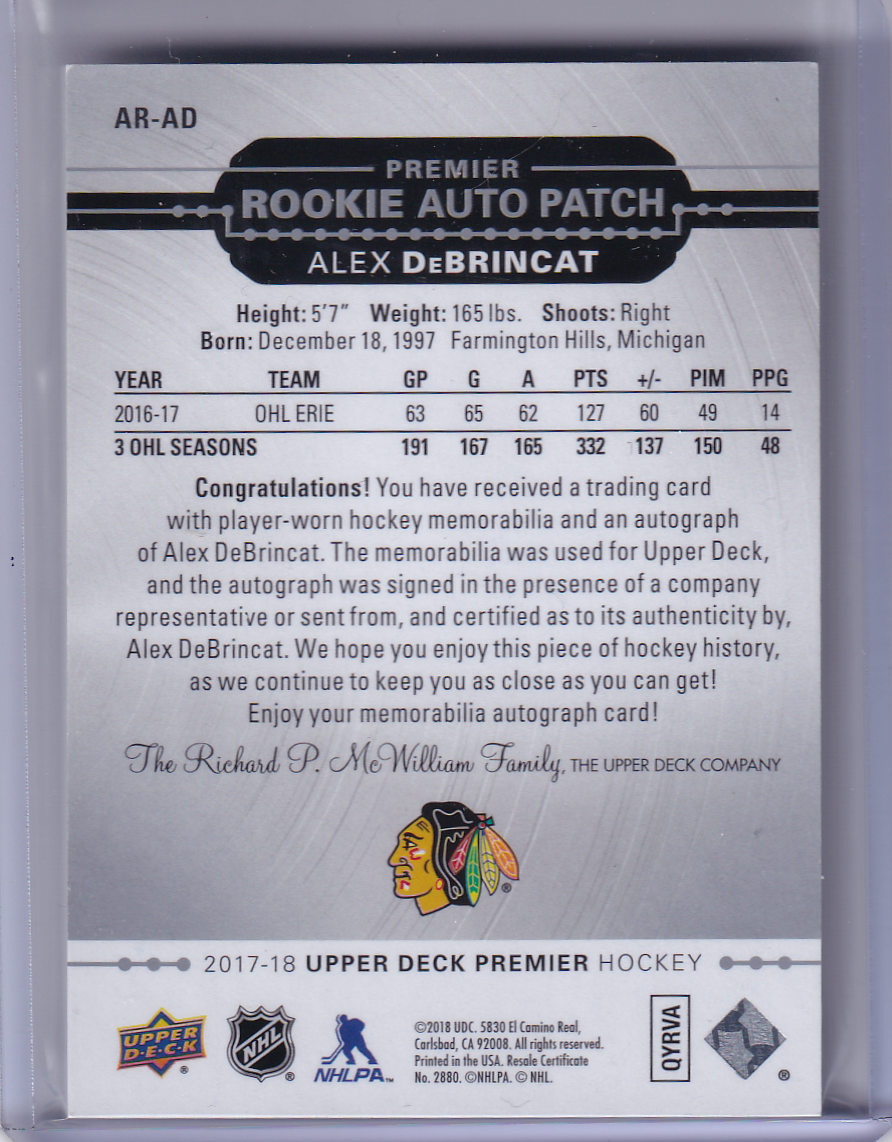 AR-AD
PREMIER
ROOKIE AUTO PATCH
ALEX DeBRINCAT
Height: 5'7" Weight: 165 lbs. Shoots: Right
Born: December 18, 1997 Farmington Hills, Michigan
YEAR TEAM GP G A PTS +/- PIM PPG
2016-17 OHL ERIE 63 65 62 127 60 49 14
3 OHL SEASONS 191 167 165 332 137 150 48
Congratulations! You have received a trading card
with player-worn hockey memorabilia and an autograph
of Alex DeBrincat. The memorabilia was used for Upper Deck,
and the autograph was signed in the presence of a company
representative or sent from, and certified as to its authenticity by,
Alex DeBrincat. We hope you enjoy this piece of hockey history,
as we continue to keep you as close as you can get!
Enjoy your memorabilia autograph card!
The Richard P. McWilliam Family, THE UPPER DECK COMPANY
®
2017-18 UPPER DECK PREMIER HOCKEY
UPPER
D·E·C·K
®
NHL
®
NHLPA™
©2018 UDC. 5830 El Camino Real,
Carlsbad, CA 92008. All rights reserved.
Printed in the USA. Resale Certificate
No. 2880. ©NHLPA. © NHL.
QYRVA
®